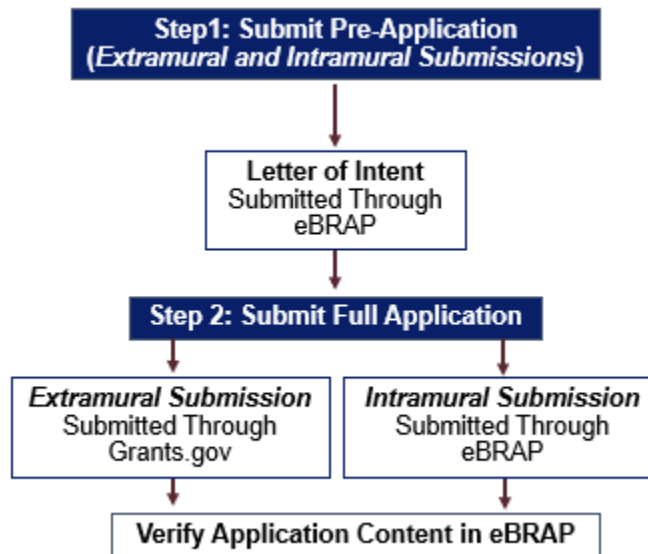 Step1: Submit Pre-Application
(Extramural and Intramural Submissions)
Letter of Intent
Submitted Through
eBRAP
Step 2: Submit Full Application
Extramural Submission
Submitted Through
Grants.gov
Intramural Submission
Submitted Through
eBRAP
Verify Application Content in eBRAP